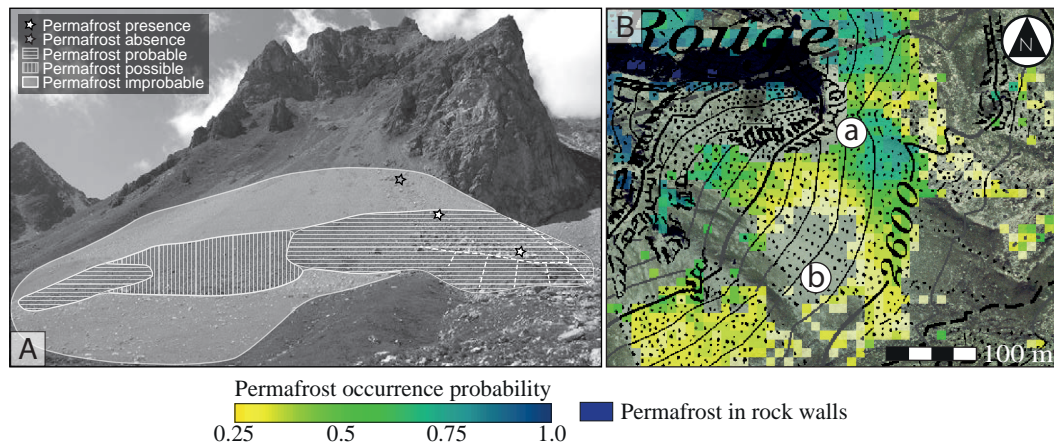 Permafrost presence
Permafrost absence
Permafrost probable
Permafrost possible
Permafrost improbable
A
B
Rouge
N
a
2600
b
100 m
Permafrost occurrence probability
0.25
0.5
0.75
1.0
Permafrost in rock walls